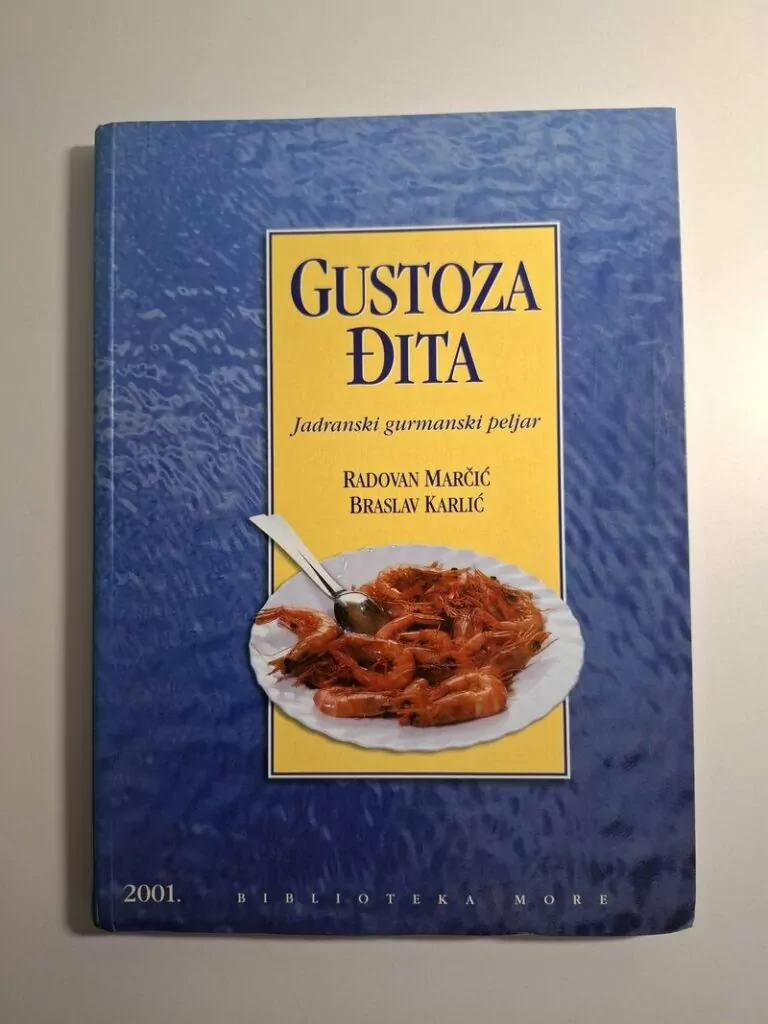 GUSTOZA
ĐITA
Jadranski gurmanski peljar
RADOVAN MARČIĆ
BRASLAV KARLIĆ
2001. BIBLIOTEKA MORE